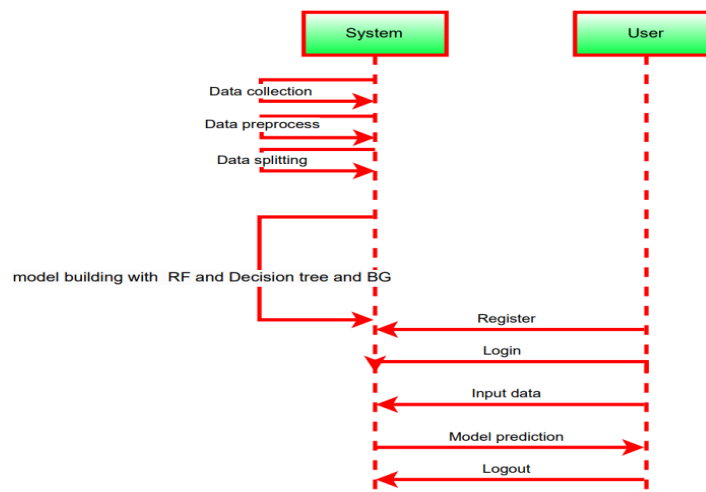 System
User
Data collection
Data preprocess
Data splitting
model building with RF and Decision tree and BG
Register
Login
Input data
Model prediction
Logout